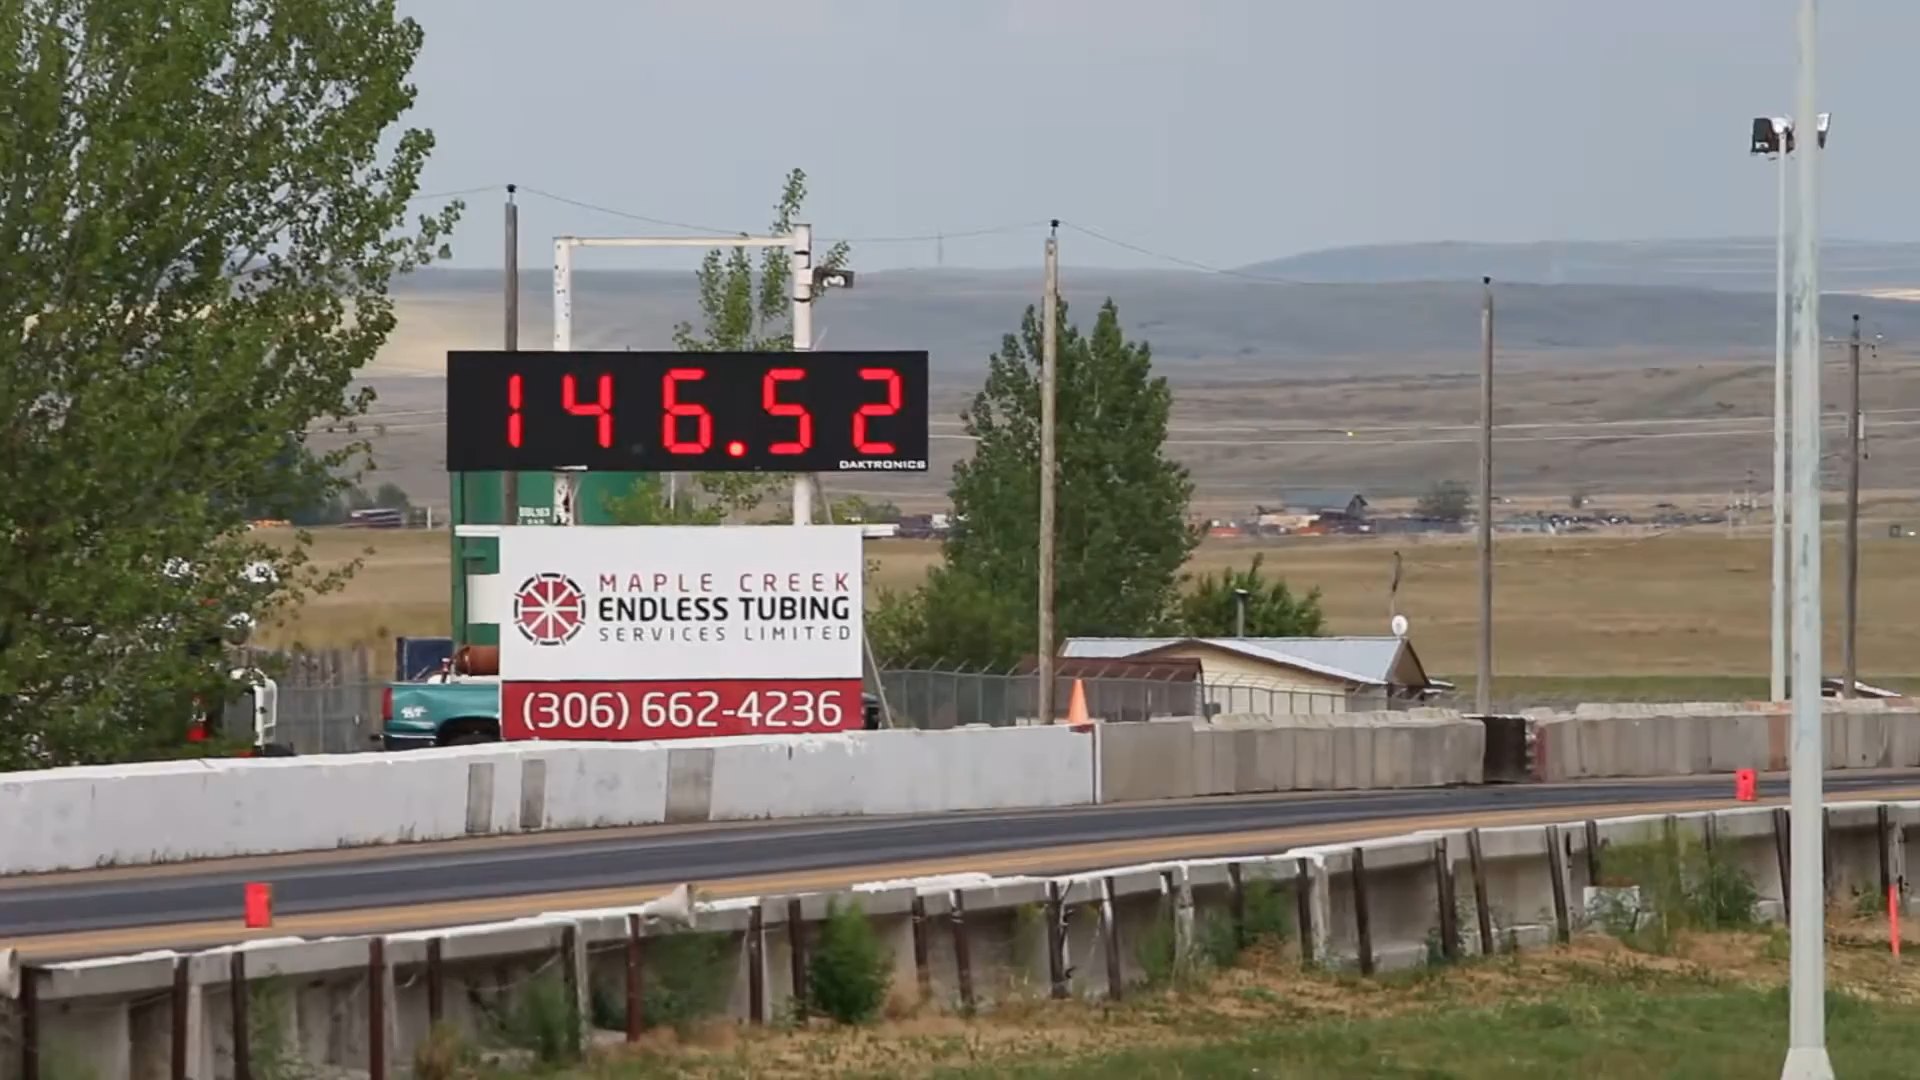 146.52
DAKTRONICS
MAPLE CREEK
ENDLESS TUBING
SERVICES LIMITED
(306) 662-4236